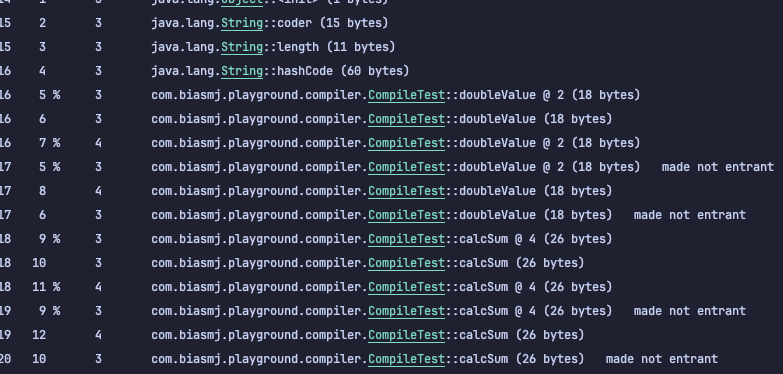 java.lang.Object::<init> (1 bytes)
15 2 3 java.lang.String::coder (15 bytes)
15 3 3 java.lang.String::length (11 bytes)
16 4 3 java.lang.String::hashCode (60 bytes)
16 5 % 3 com.biasmj.playground.compiler.CompileTest::doubleValue @ 2 (18 bytes)
16 6 3 com.biasmj.playground.compiler.CompileTest::doubleValue (18 bytes)
16 7 % 4 com.biasmj.playground.compiler.CompileTest::doubleValue @ 2 (18 bytes)
17 5 % 3 com.biasmj.playground.compiler.CompileTest::doubleValue @ 2 (18 bytes) made not entrant
17 8 4 com.biasmj.playground.compiler.CompileTest::doubleValue (18 bytes)
17 6 3 com.biasmj.playground.compiler.CompileTest::doubleValue (18 bytes) made not entrant
18 9 % 3 com.biasmj.playground.compiler.CompileTest::calcSum @ 4 (26 bytes)
18 10 3 com.biasmj.playground.compiler.CompileTest::calcSum (26 bytes)
18 11 % 4 com.biasmj.playground.compiler.CompileTest::calcSum @ 4 (26 bytes)
19 9 % 3 com.biasmj.playground.compiler.CompileTest::calcSum @ 4 (26 bytes) made not entrant
19 12 4 com.biasmj.playground.compiler.CompileTest::calcSum (26 bytes)
20 10 3 com.biasmj.playground.compiler.CompileTest::calcSum (26 bytes) made not entrant